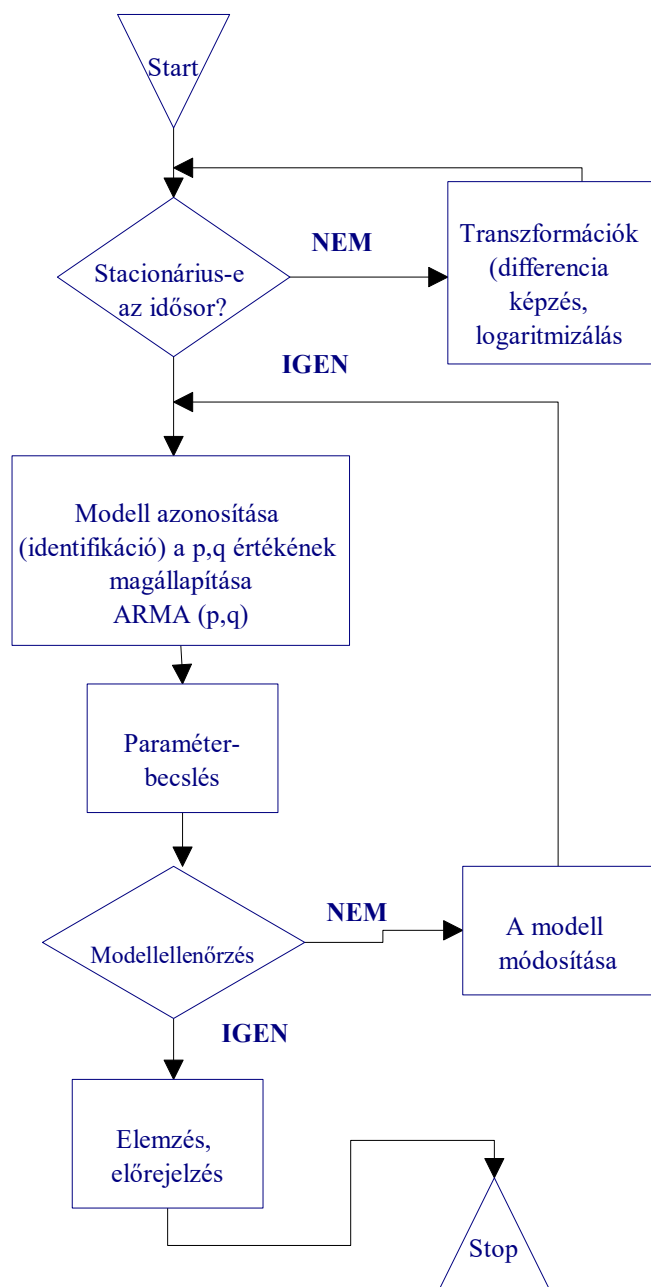 Start
NEM
Transzformációk
(differencia
képzés,
logaritmizálás
Stacionárius-e
az idősor?
IGEN
Modell azonosítása
(identifikáció) a p,q értékének
magállapítása
ARMA (p,q)
Paraméter-
becslés
NEM
A modell
módosítása
Modellellenőrzés
IGEN
Elemzés,
előrejelzés
Stop